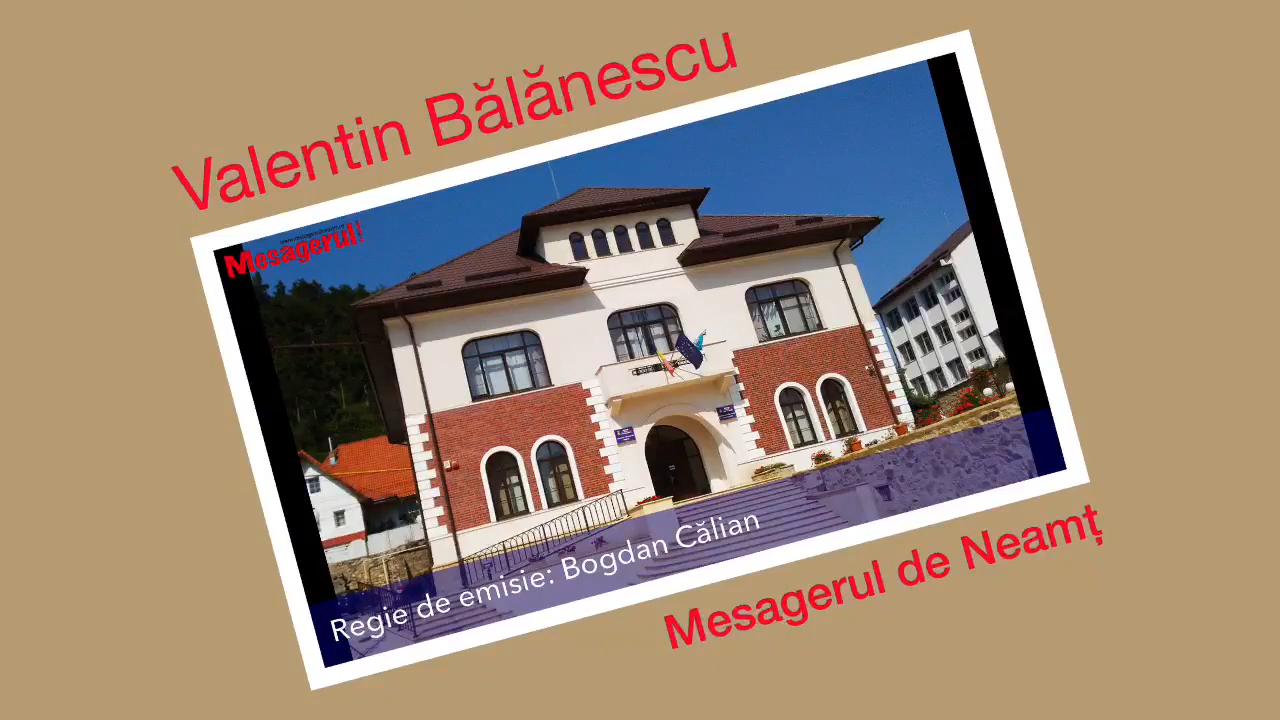 Valentin Bălănescu
Mesagerul!
Regie de emisie: Bogdan Călian
Mesagerul de Neamț